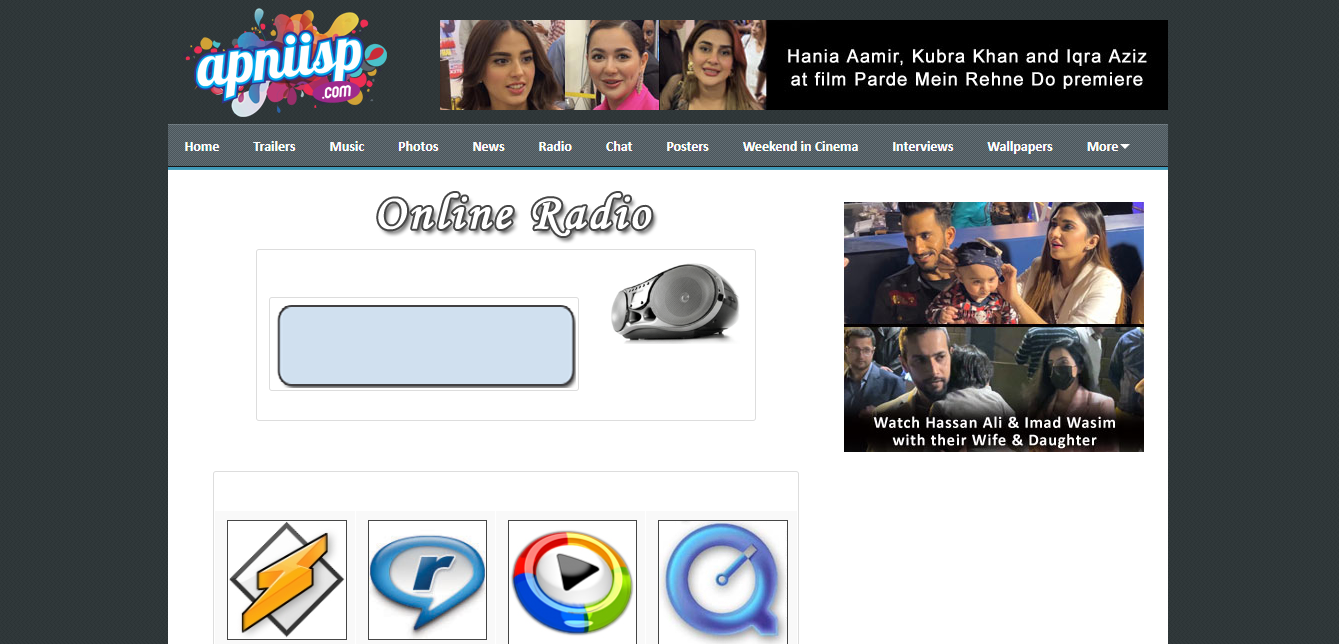 apniisp
.com
Hania Aamir, Kubra Khan and Iqra Aziz
at film Parde Mein Rehne Do premiere
Home Trailers Music Photos News Radio Chat Posters Weekend in Cinema Interviews Wallpapers More
Online Radio
Watch Hassan Ali & Imad Wasim
with their Wife & Daughter
r